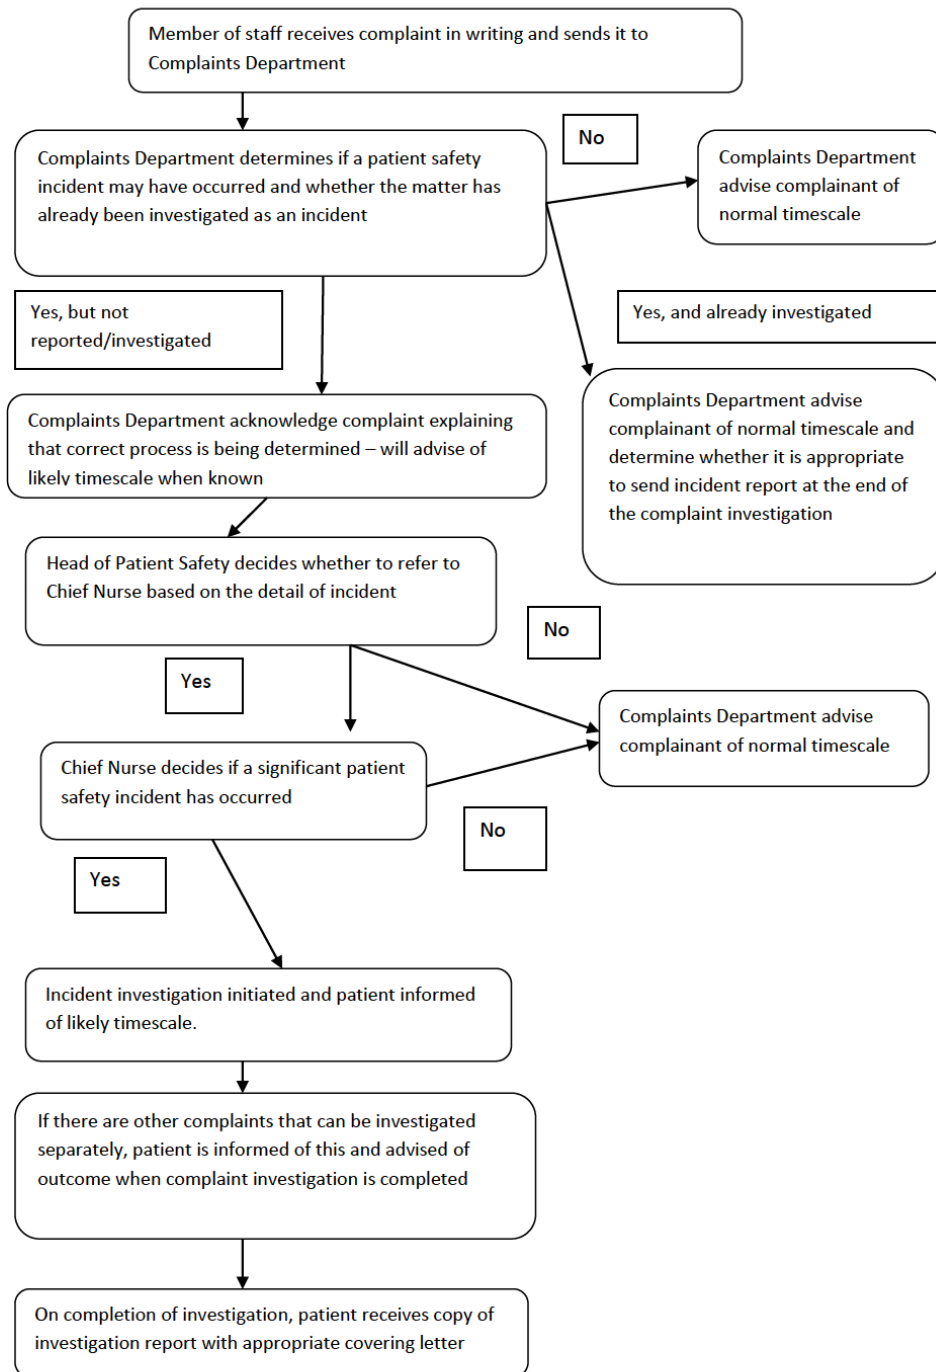 Member of staff receives complaint in writing and sends it to
Complaints Department
No
Complaints Department determines if a patient safety
incident may have occurred and whether the matter has
already been investigated as an incident
Complaints Department
advise complainant of
normal timescale
Yes, but not
reported/investigated
Yes, and already investigated
Complaints Department acknowledge complaint explaining
that correct process is being determined – will advise of
likely timescale when known
Complaints Department advise
complainant of normal timescale and
determine whether it is appropriate
to send incident report at the end of
the complaint investigation
Head of Patient Safety decides whether to refer to
Chief Nurse based on the detail of incident
No
Yes
Complaints Department advise
complainant of normal timescale
Chief Nurse decides if a significant patient
safety incident has occurred
No
Yes
Incident investigation initiated and patient informed
of likely timescale.
If there are other complaints that can be investigated
separately, patient is informed of this and advised of
outcome when complaint investigation is completed
On completion of investigation, patient receives copy of
investigation report with appropriate covering letter